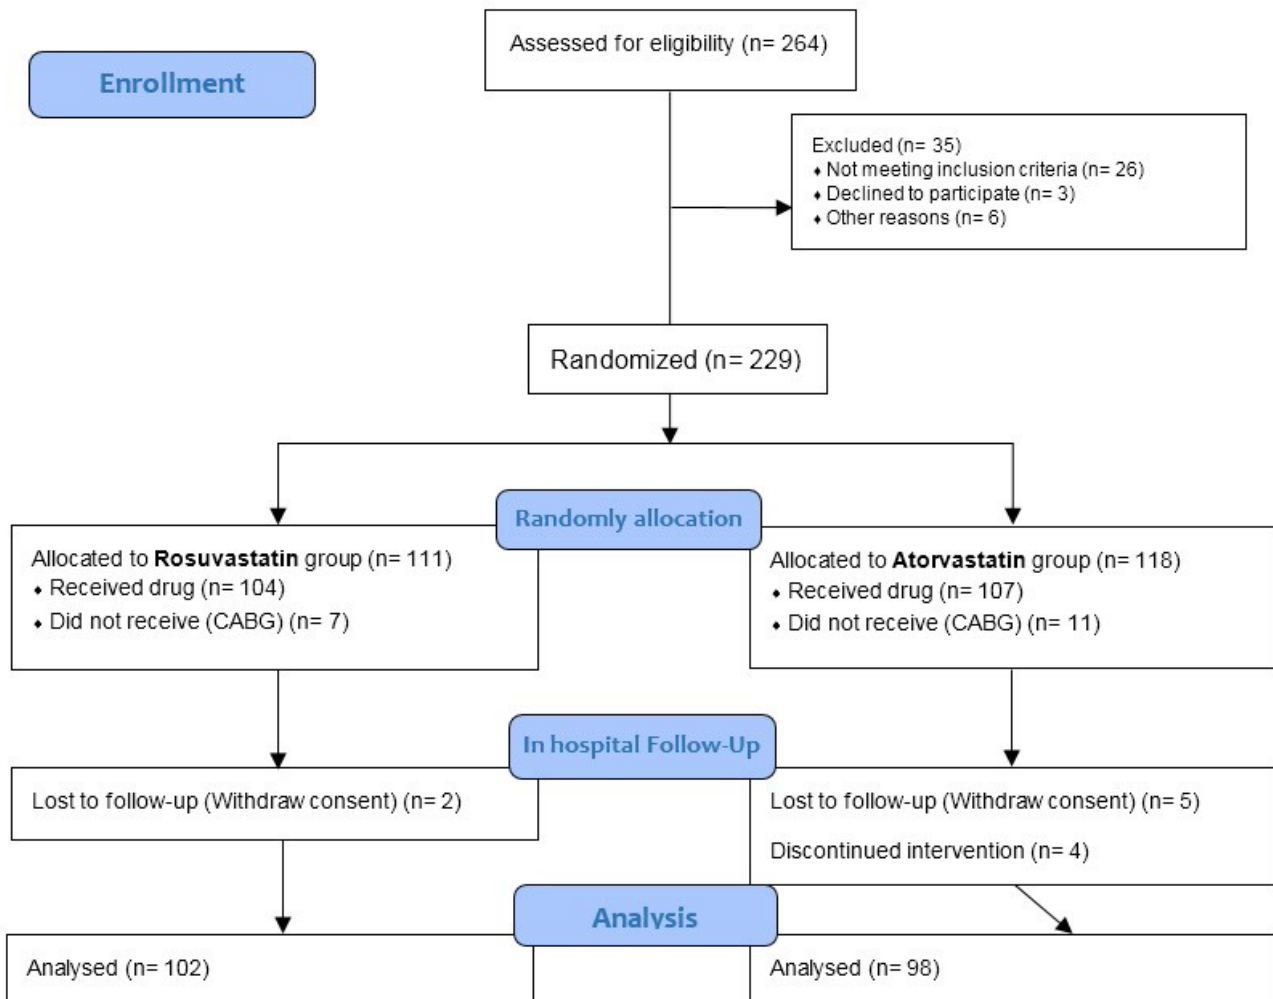 Assessed for eligibility (n= 264)
Enrollment
Excluded (n= 35)
♦ Not meeting inclusion criteria (n= 26)
♦ Declined to participate (n= 3)
♦ Other reasons (n= 6)
Randomized (n= 229)
Randomly allocation
Allocated to Rosuvastatin group (n= 111)
♦ Received drug (n= 104)
♦ Did not receive (CABG) (n= 7)
Allocated to Atorvastatin group (n= 118)
♦ Received drug (n= 107)
♦ Did not receive (CABG) (n= 11)
In hospital Follow-Up
Lost to follow-up (Withdraw consent) (n= 2)
Lost to follow-up (Withdraw consent) (n= 5)
Discontinued intervention (n= 4)
Analysis
Analysed (n= 102)
Analysed (n= 98)